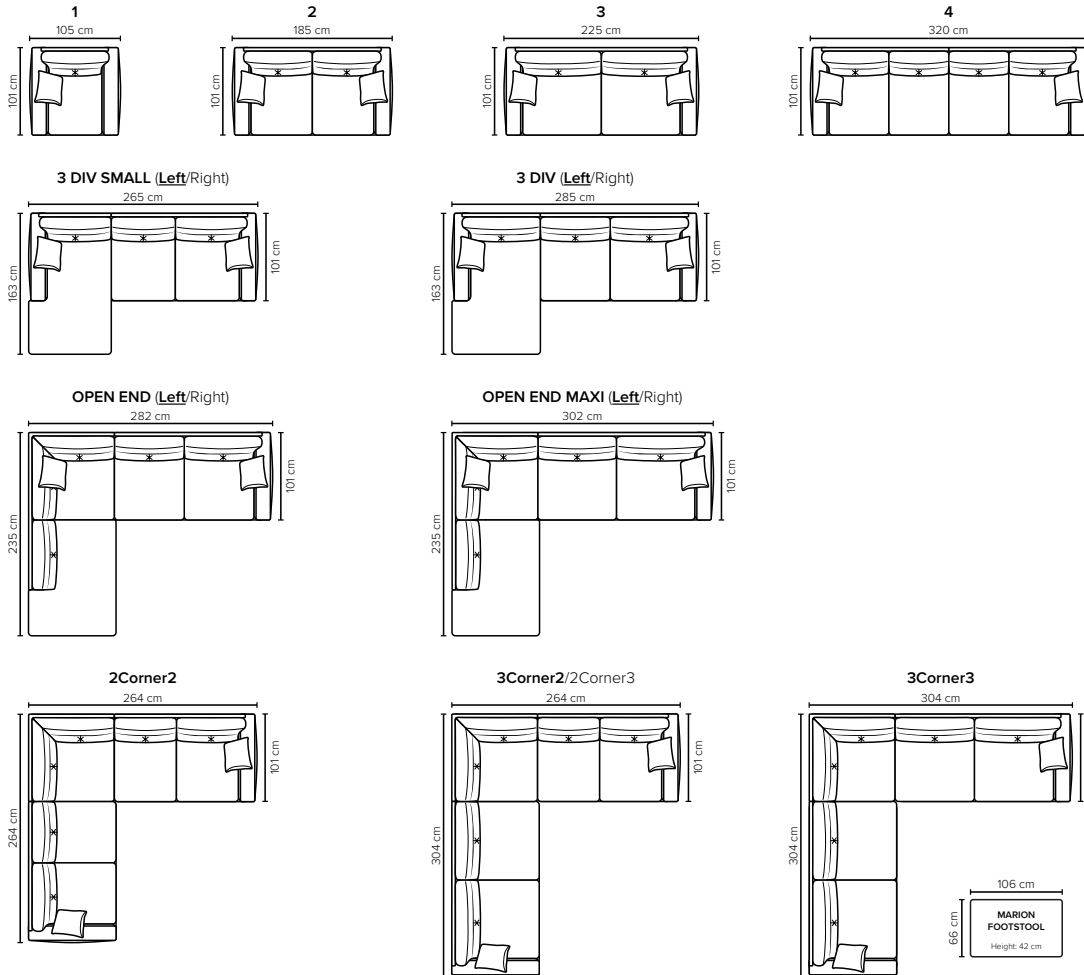 1
105 cm
101 cm
2
185 cm
101 cm
3
225 cm
101 cm
4
320 cm
101 cm
3 DIV SMALL (Left/Right)
265 cm
163 cm
101 cm
3 DIV (Left/Right)
285 cm
163 cm
101 cm
OPEN END (Left/Right)
282 cm
235 cm
101 cm
OPEN END MAXI (Left/Right)
302 cm
235 cm
101 cm
2Corner2
264 cm
264 cm
101 cm
3Corner2/2Corner3
264 cm
304 cm
101 cm
3Corner3
304 cm
304 cm
106 cm
66 cm
MARION
FOOTSTOOL
Height: 42 cm